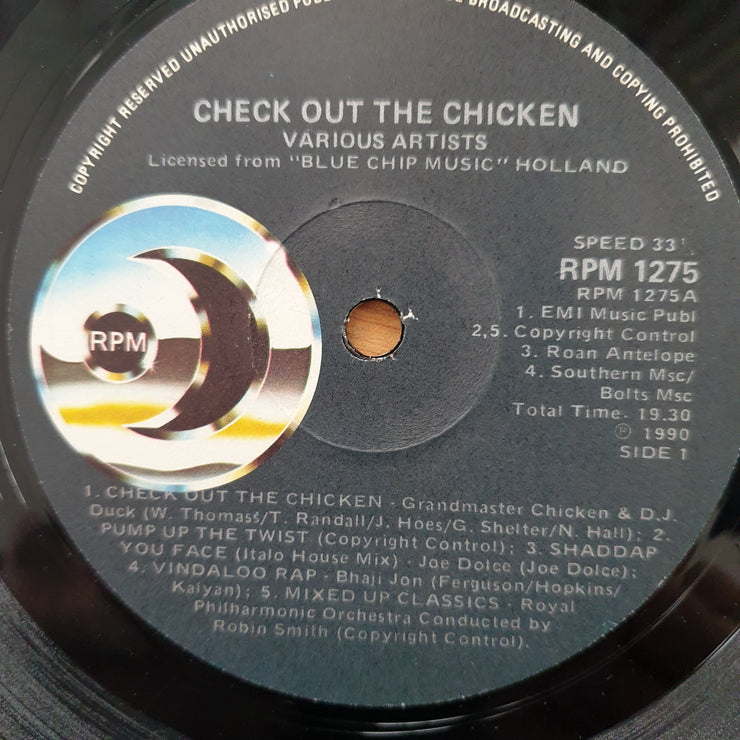 COPYRIGHT RESERVED UNAUTHORISED BROADCASTING AND COPYING PROHIBITED
CHECK OUT THE CHICKEN
VARIOUS ARTISTS
Licensed from "BLUE CHIP MUSIC" HOLLAND
RPM
SPEED 33⅓
RPM 1275
RPM 1275A
1. EMI Music Publ
2,5. Copyright Control
3. Roan Antelope
4. Southern Msc/
Bolts Msc
Total Time. 19.30
Ⓟ 1990
SIDE 1
1. CHECK OUT THE CHICKEN - Grandmaster Chicken & D.J.
Duck (W. Thomass/T. Randall/J. Hoes/G. Shelter/N. Hall); 2.
PUMP UP THE TWIST (Copyright Control); 3. SHADDAP
YOU FACE (Italo House Mix) - Joe Dolce (Joe Dolce);
4. VINDALOO RAP - Bhaji Jon (Ferguson/Hopkins/
Kalyan); 5. MIXED UP CLASSICS - Royal
Philharmonic Orchestra Conducted by
Robin Smith (Copyright Control).